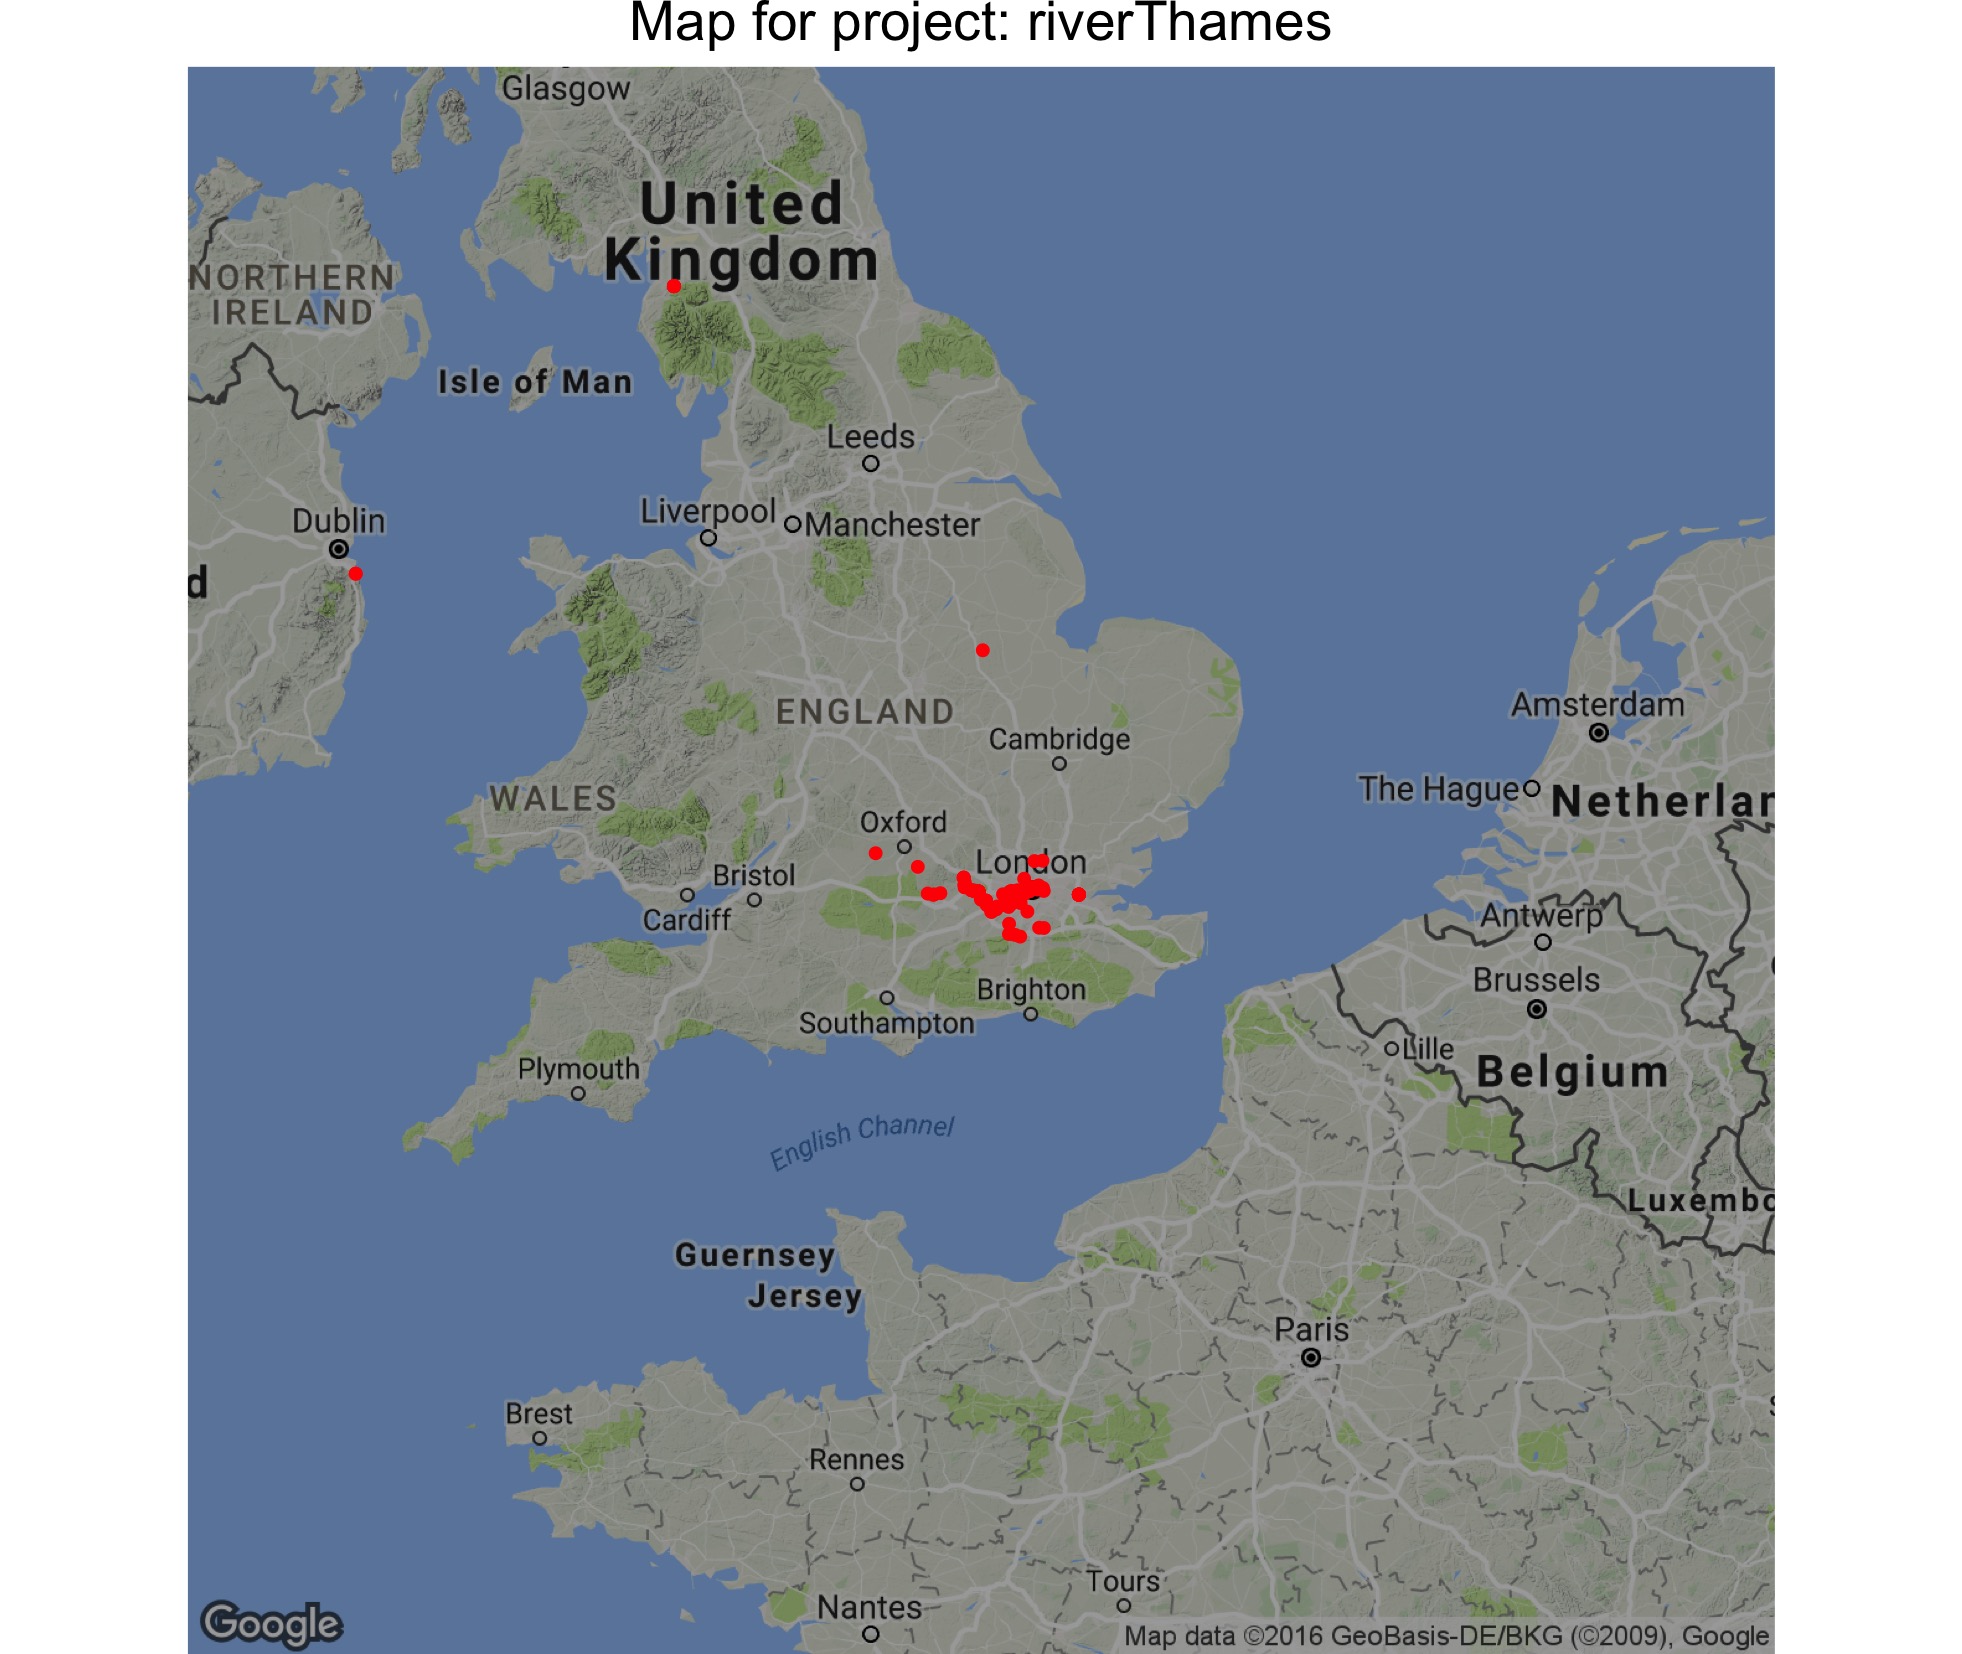 Map for project: riverThames
Glasgow
United
Kingdom
NORTHERN
IRELAND
Isle of Man
Leeds
Liverpool
Manchester
Dublin
d
ENGLAND
Cambridge
Amsterdam
The Hague
Netherlan
WALES
Oxford
London
Bristol
Cardiff
Antwerp
Brussels
Brighton
Southampton
Lille
Plymouth
Belgium
English Channel
Luxembo
Guernsey
Jersey
Paris
Brest
Rennes
Tours
Nantes
Google
Map data ©2016 GeoBasis-DE/BKG (©2009), Google